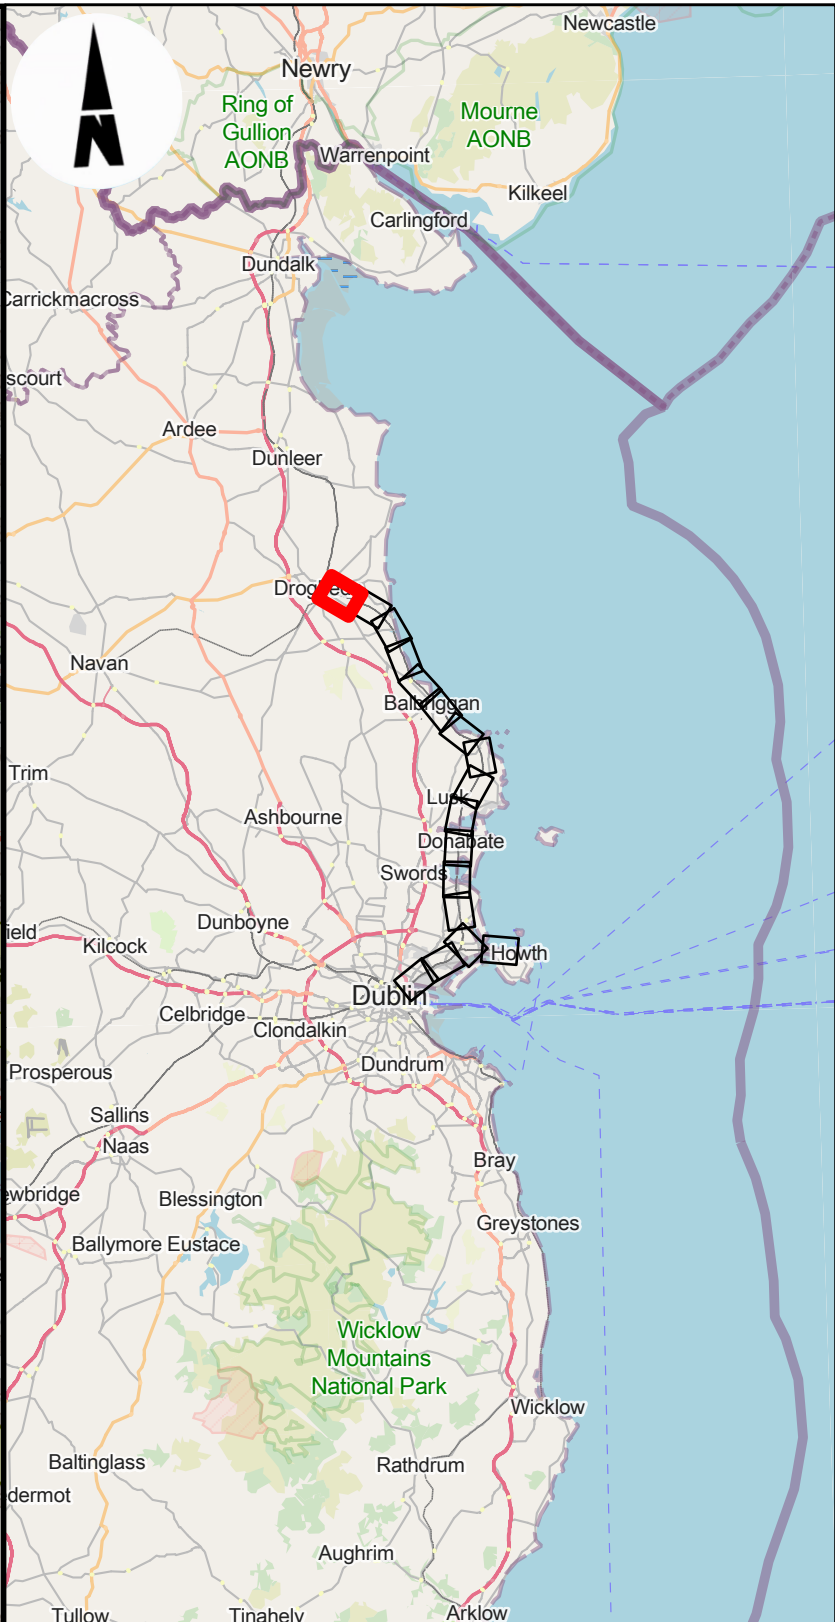 Newcastle
Newry
Ring of
Gullion
AONB
Mourne
AONB
N
Warrenpoint
Kilkeel
Carlingford
Dundalk
Carrickmacross
scourt
Ardee
Dunleer
Navan
Balbriggan
Trim
Lusk
Ashbourne
Donabate
Swords
Dunboyne
ield
Kilcock
Howth
Dublin
Celbridge
Clondalkin
Dundrum
Prosperous
Sallins
Naas
Bray
ewbridge
Blessington
Greystones
Ballymore Eustace
Wicklow
Mountains
National Park
Wicklow
Baltinglass
Rathdrum
dermot
Aughrim
Tullow
Tinahely
Arklow